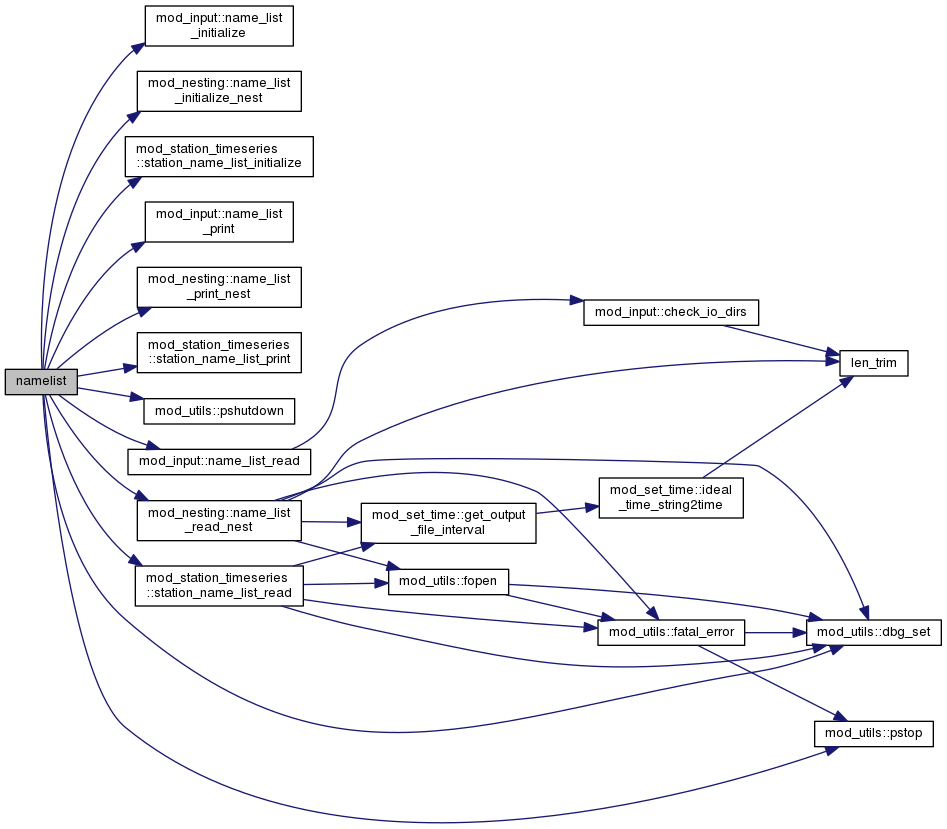 mod_input::name_list
_initialize
mod_nesting::name_list
_initialize_nest
mod_station_timeseries
::station_name_list_initialize
mod_input::name_list
_print
mod_nesting::name_list
_print_nest
mod_input::check_io_dirs
mod_station_timeseries
::station_name_list_print
len_trim
namelist
mod_utils::pshutdown
mod_input::name_list_read
mod_set_time::ideal
_time_string2time
mod_nesting::name_list
_read_nest
mod_set_time::get_output
_file_interval
mod_station_timeseries
::station_name_list_read
mod_utils::fopen
mod_utils::fatal_error
mod_utils::dbg_set
mod_utils::pstop